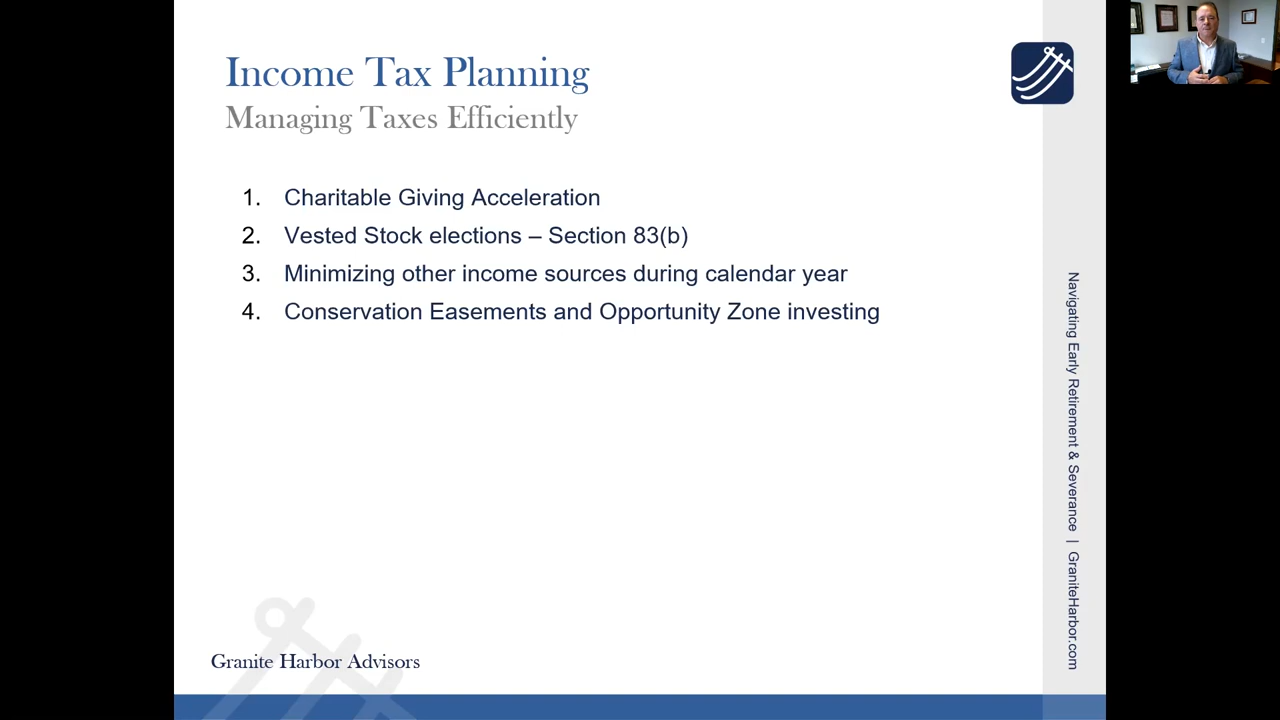 Income Tax Planning
Managing Taxes Efficiently
1. Charitable Giving Acceleration
2. Vested Stock elections – Section 83(b)
3. Minimizing other income sources during calendar year
4. Conservation Easements and Opportunity Zone investing
Navigating Early Retirement & Severance | GraniteHarbor.com
Granite Harbor Advisors